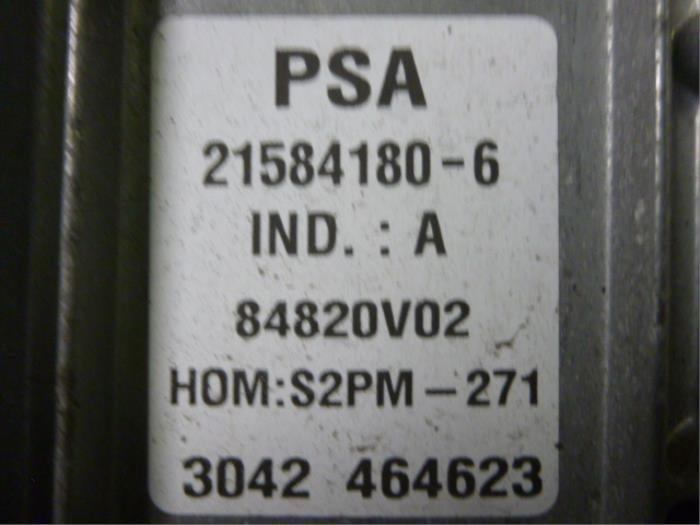 PSA
21584180-6
IND. : A
84820V02
HOM:S2PM-271
3042 464623